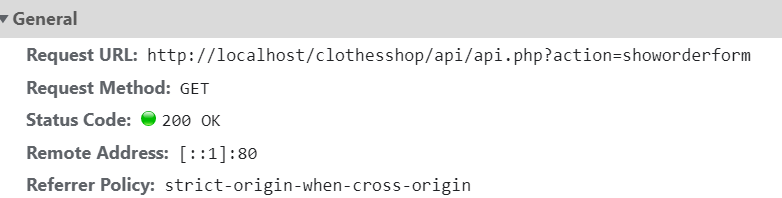 General
Request URL: http://localhost/clothesshop/api/api.php?action=showorderform
Request Method: GET
Status Code: 200 OK
Remote Address: [::1]:80
Referrer Policy: strict-origin-when-cross-origin